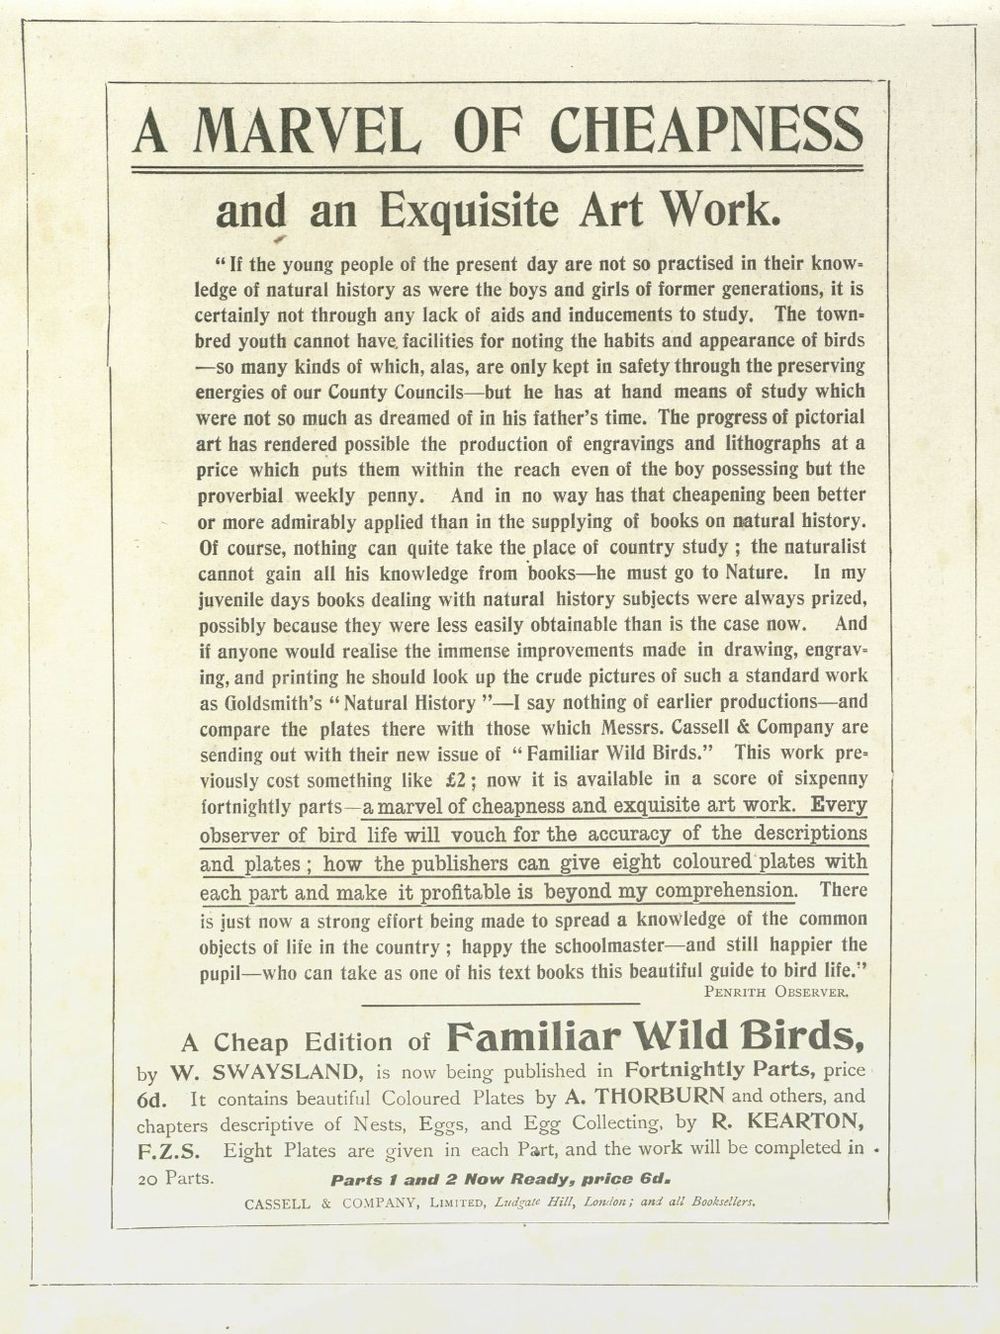 A MARVEL OF CHEAPNESS
and an Exquisite Art Work.
“If the young people of the present day are not so practised in their know-
ledge of natural history as were the boys and girls of former generations, it is
certainly not through any lack of aids and inducements to study. The town-
bred youth cannot have facilities for noting the habits and appearance of birds
—so many kinds of which, alas, are only kept in safety through the preserving
energies of our County Councils—but he has at hand means of study which
were not so much as dreamed of in his father's time. The progress of pictorial
art has rendered possible the production of engravings and lithographs at a
price which puts them within the reach even of the boy possessing but the
proverbial weekly penny. And in no way has that cheapening been better
or more admirably applied than in the supplying of books on natural history.
Of course, nothing can quite take the place of country study; the naturalist
cannot gain all his knowledge from books—he must go to Nature. In my
juvenile days books dealing with natural history subjects were always prized,
possibly because they were less easily obtainable than is the case now. And
if anyone would realise the immense improvements made in drawing, engrav-
ing, and printing he should look up the crude pictures of such a standard work
as Goldsmith's “Natural History”—I say nothing of earlier productions—and
compare the plates there with those which Messrs. Cassell & Company are
sending out with their new issue of “Familiar Wild Birds.” This work pre-
viously cost something like £2; now it is available in a score of sixpenny
fortnightly parts—a marvel of cheapness and exquisite art work. Every
observer of bird life will vouch for the accuracy of the descriptions
and plates; how the publishers can give eight coloured plates with
each part and make it profitable is beyond my comprehension. There
is just now a strong effort being made to spread a knowledge of the common
objects of life in the country; happy the schoolmaster—and still happier the
pupil—who can take as one of his text books this beautiful guide to bird life.”
PENRITH OBSERVER.
A Cheap Edition of Familiar Wild Birds,
by W. SWAYSLAND, is now being published in Fortnightly Parts, price
6d. It contains beautiful Coloured Plates by A. THORBURN and others, and
chapters descriptive of Nests, Eggs, and Egg Collecting, by R. KEARTON,
F.Z.S. Eight Plates are given in each Part, and the work will be completed in
20 Parts. Parts 1 and 2 Now Ready, price 6d.
CASSELL & COMPANY, LIMITED, Ludgate Hill, London; and all Booksellers.